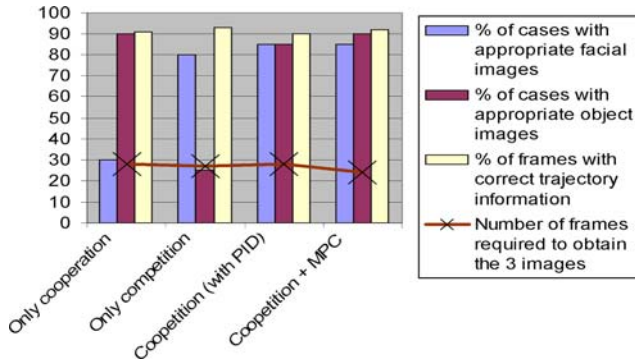 100
90
80
70
60
50
40
30
20
10
0
Only cooperation
Only competition
Coopetition (with PID)
Coopetition + MPC
% of cases with
appropriate facial
images
% of cases with
appropriate object
images
% of frames with
correct trajectory
information
Number of frames
required to obtain
the 3 images